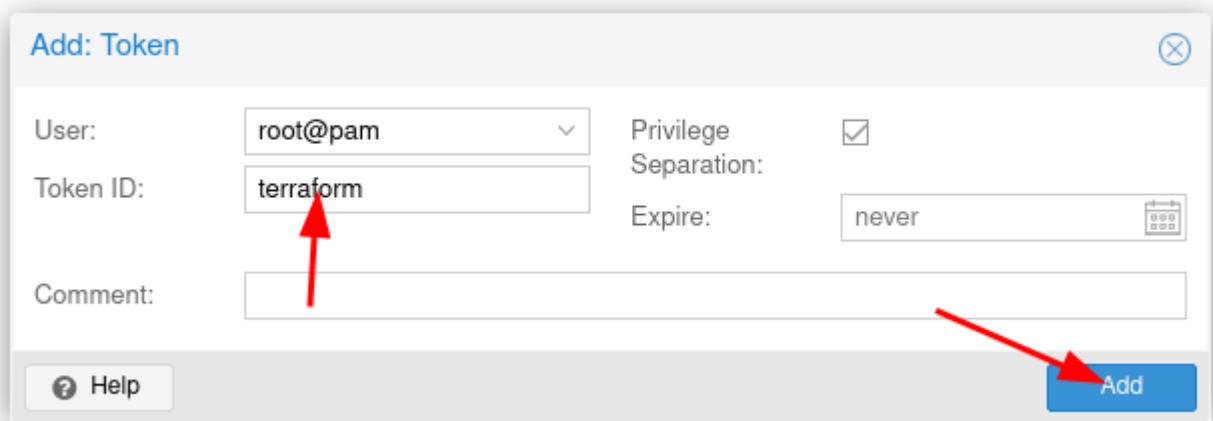 Add: Token
User:
root@pam
Privilege
Separation:
Token ID:
terraform
Expire:
never
Comment:
Help
Add